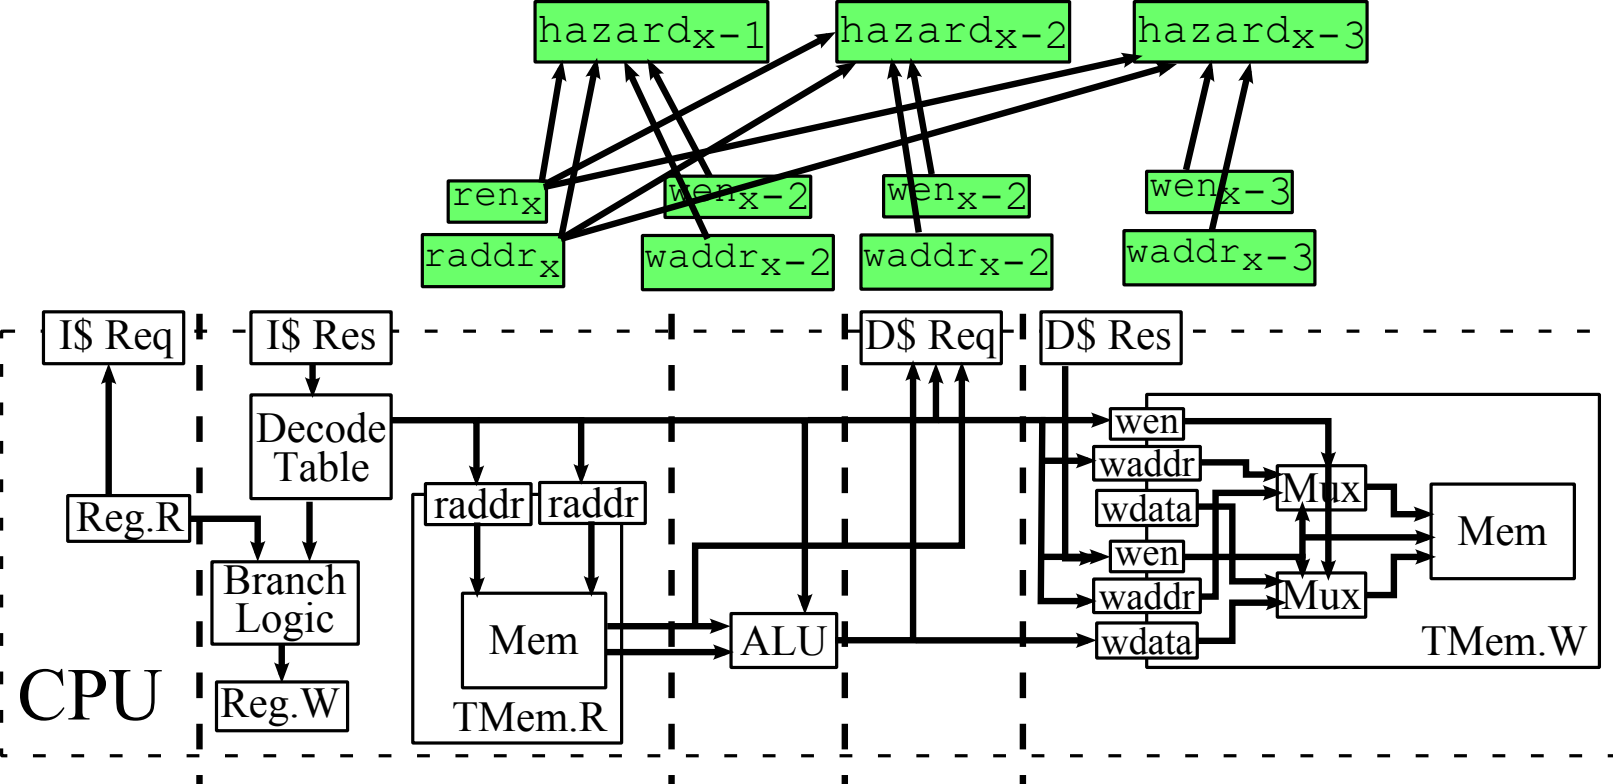 hazardx-1 hazardx-2 hazardx-3
renx wenx-2 wenx-2 wenx-3
raddrx waddrx-2 waddrx-2 waddrx-3
I$ Req I$ Res D$ Req D$ Res
Decode
Table
Reg.R
raddr raddr
Branch
Logic
Mem
ALU
Reg.W
TMem.R
CPU
wen
waddr
wdata
wen
waddr
wdata
Mux
Mux
Mem
TMem.W